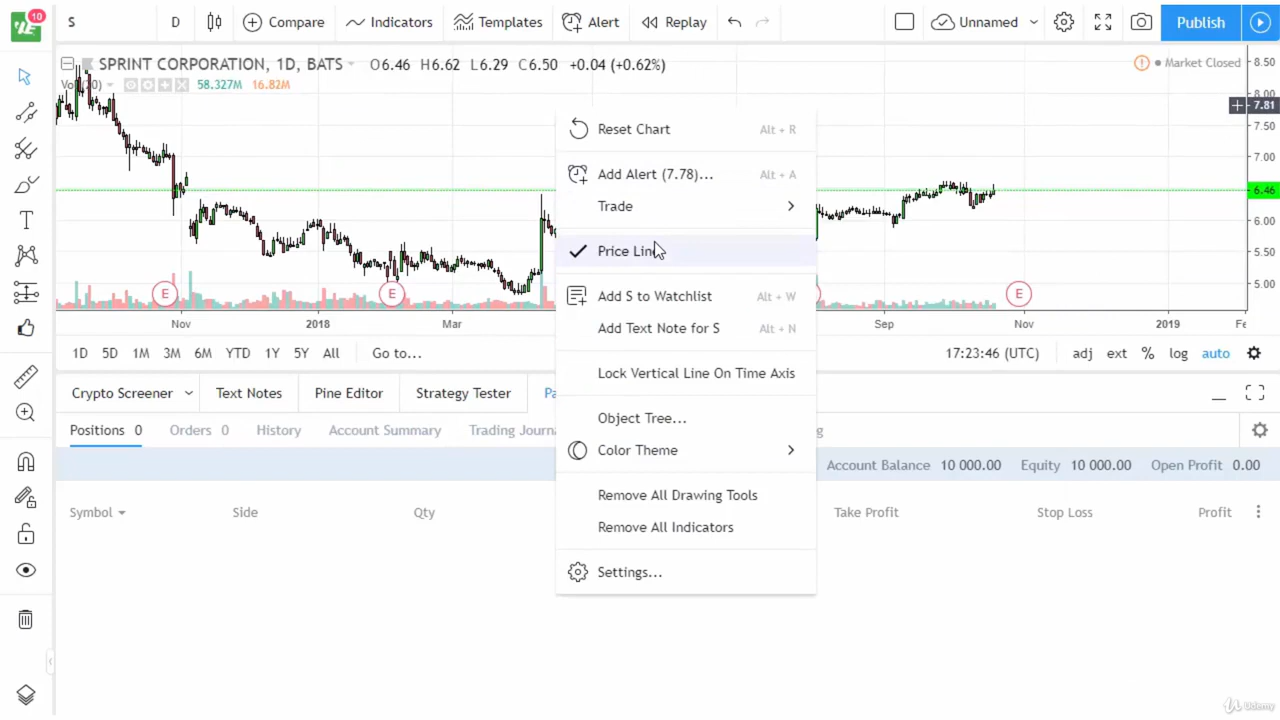 10
S
D
Compare
Indicators
Templates
Alert
Replay
Unnamed
Publish
SPRINT CORPORATION, 1D, BATS
O6.46 H6.62 L6.29 C6.50 +0.04 (+0.62%)
Market Closed
58.327M 16.82M
8.50
8.00
7.81
7.50
7.00
6.46
6.00
5.50
5.00
Reset Chart Alt + R
Add Alert (7.78)... Alt + A
Trade
Price Line
Add S to Watchlist Alt + W
Add Text Note for S Alt + N
Lock Vertical Line On Time Axis
Object Tree...
Color Theme
Remove All Drawing Tools
Remove All Indicators
Settings...
E
E
E
Nov 2018 Mar Sep Nov 2019
1D 5D 1M 3M 6M YTD 1Y 5Y All Go to...
17:23:46 (UTC) adj ext % log auto
Crypto Screener Text Notes Pine Editor Strategy Tester
Positions 0 Orders 0 History Account Summary
Account Balance 10 000.00 Equity 10 000.00 Open Profit 0.00
Symbol Side Qty Take Profit Stop Loss Profit
Udemy